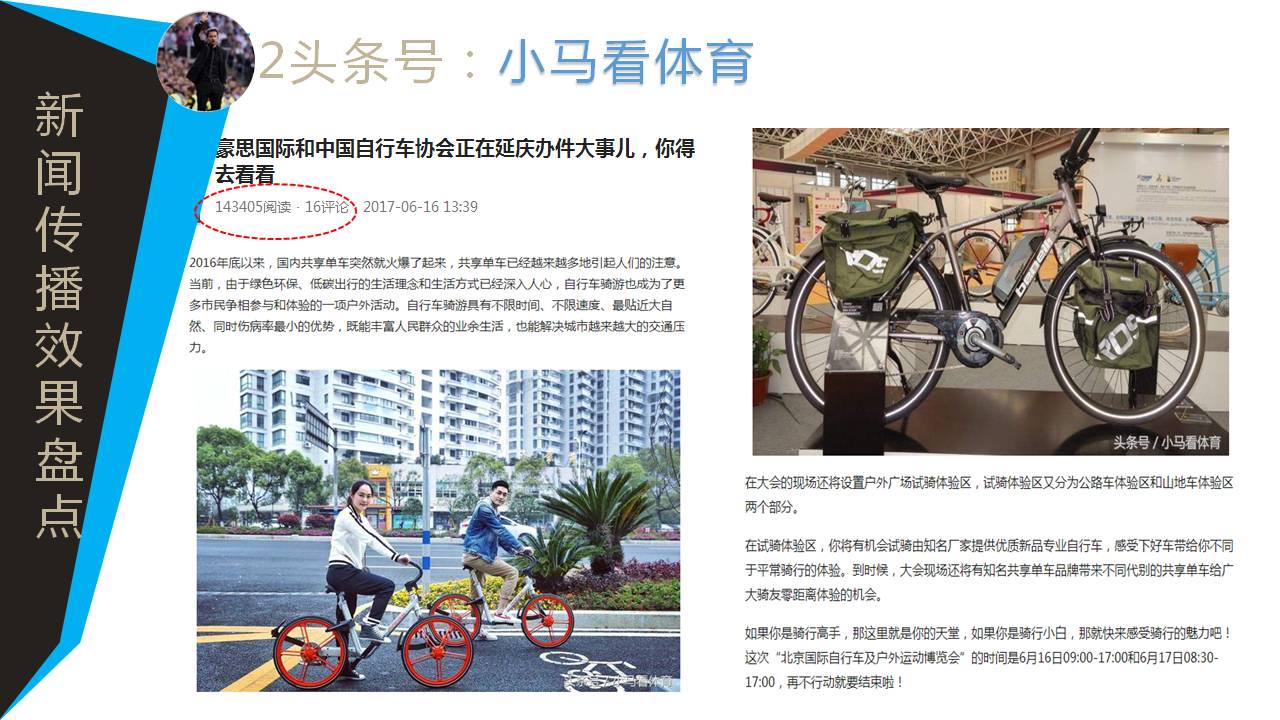 新闻传播效果盘点
2头条号：小马看体育
豪思国际和中国自行车协会正在延庆办件大事儿，你得
去看看
143405阅读 · 16评论 2017-06-16 13:39
2016年底以来，国内共享单车突然就火爆了起来，共享单车已经越来越多地引起人们的注意。
当前，由于绿色环保、低碳出行的生活理念和生活方式已经深入人心，自行车骑游也成为了更
多市民争相参与和体验的一项户外活动。自行车骑游具有不限时间、不限速度、最贴近大自
然、同时伤病率最小的优势，既能丰富人民群众的业余生活，也能解决城市越来越大的交通压
力。
头条号 / 小马看体育
benelli
头条号 / 小马看体育
在大会的现场还将设置户外广场试骑体验区，试骑体验区又分为公路车体验区和山地车体验区
两个部分。
在试骑体验区，你将有机会试骑由知名厂家提供优质新品专业自行车，感受下好车带给你不同
于平常骑行的体验。到时候，大会现场还将有知名共享单车品牌带来不同代别的共享单车给广
大骑友零距离体验的机会。
如果你是骑行高手，那这里就是你的天堂，如果你是骑行小白，那就快来感受骑行的魅力吧！
这次“北京国际自行车及户外运动博览会”的时间是6月16日09:00-17:00和6月17日08:30-
17:00，再不行动就要结束啦！